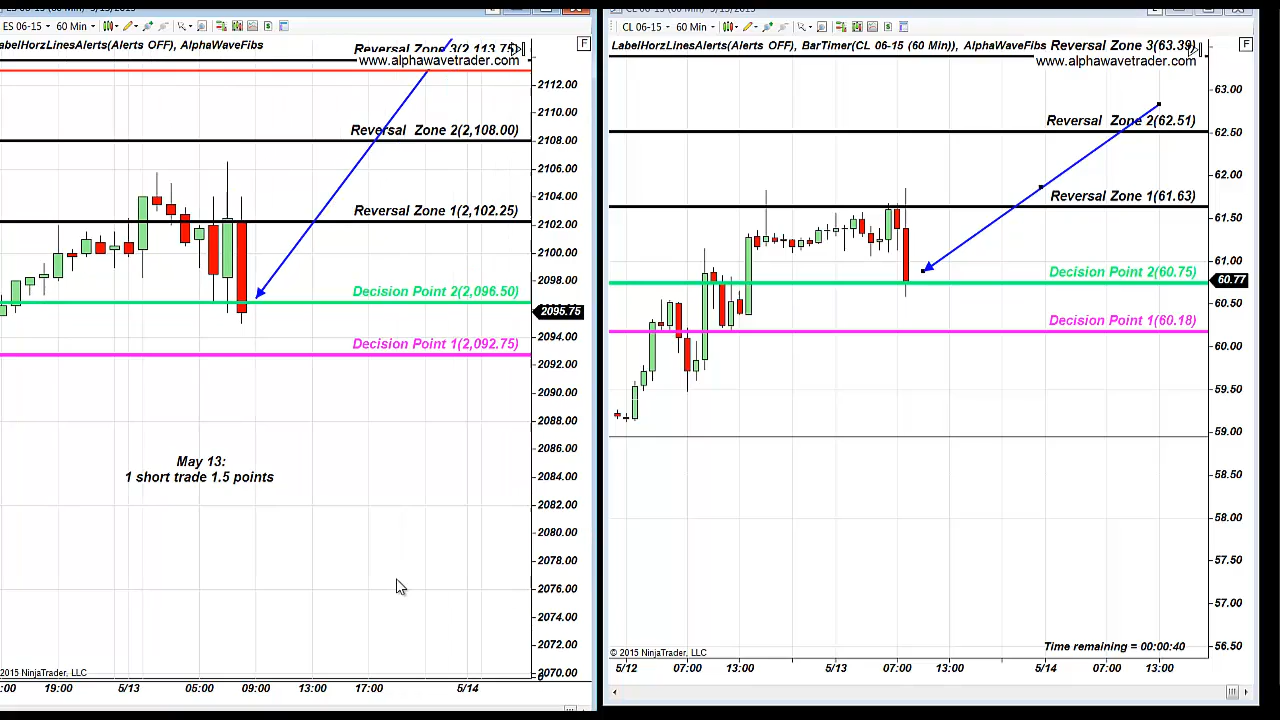 ES 06-15 60 Min
abelHorzLinesAlerts(Alerts OFF), AlphaWaveFibs
Reversal Zone 3(2,113.75)
www.alphawavetrader.com
F
Reversal Zone 2(2,108.00)
Reversal Zone 1(2,102.25)
Decision Point 2(2,096.50)
Decision Point 1(2,092.75)
May 13:
1 short trade 1.5 points
2112.00
2110.00
2108.00
2106.00
2104.00
2102.00
2100.00
2098.00
2095.75
2094.00
2092.00
2090.00
2088.00
2086.00
2084.00
2082.00
2080.00
2078.00
2076.00
2074.00
2072.00
2070.00
2015 NinjaTrader, LLC
:00 19:00 5/13 05:00 09:00 13:00 17:00 5/14
CL 06-15 60 Min
LabelHorzLinesAlerts(Alerts OFF), BarTimer(CL 06-15 (60 Min)), AlphaWaveFibs
Reversal Zone 3(63.39)
www.alphawavetrader.com
F
Reversal Zone 2(62.51)
Reversal Zone 1(61.63)
Decision Point 2(60.75)
Decision Point 1(60.18)
63.00
62.50
62.00
61.50
61.00
60.77
60.50
60.00
59.50
59.00
58.50
58.00
57.50
57.00
56.50
Time remaining = 00:00:40
© 2015 NinjaTrader, LLC
5/12 07:00 13:00 5/13 07:00 13:00 5/14 07:00 13:00